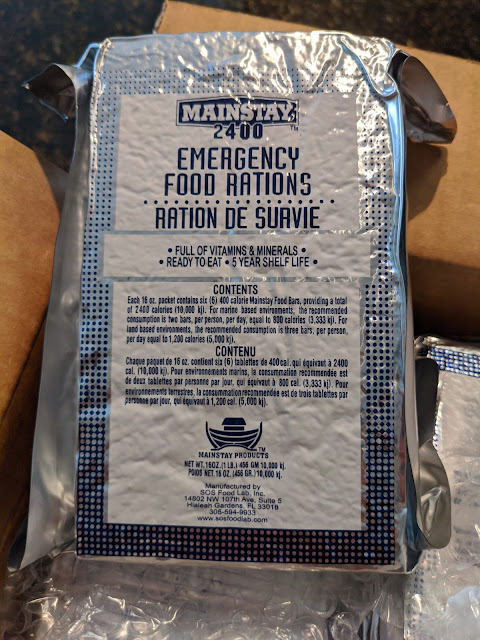 MAINSTAY
2400 ™
EMERGENCY
FOOD RATIONS
RATION DE SURVIE
• FULL OF VITAMINS & MINERALS •
• READY TO EAT • 5 YEAR SHELF LIFE •
CONTENTS
Each 16 oz. packet contains six (6) 400 calorie Mainstay Food Bars, providing a total
of 2400 calories (10,000 kj). For marine based environments, the recommended
consumption is two bars, per person, per day, equal to 800 calories (3,333 kj). For
land based environments, the recommended consumption is three bars, per person,
per day equal to 1,200 calories (5,000 kj).
CONTENU
Chaque paquet de 16 oz. contient six (6) tablettes de 400 cal. qui équivaut à 2400
cal. (10,000 kj). Pour environements marins, la consummation recommandée est
de deux tablettes par personne par jour, qui équivaut à 800 cal. (3,333 kj). Pour
environements terrestres, la consummation recommandée est do trois tablettes par
personne par jour, qui équivaut à 1,200 cal. (5,000 kj).
™
MAINSTAY PRODUCTS
NET WT. 16OZ. (1 LB.) 456 GM 10,000 kj.
POIDS NET 16 OZ. (456 GR.) 10,000 kj.
Manufactured by
SOS Food Lab, Inc.
14802 NW 107th Ave, Suite 5
Hialeah Gardens, FL 33018
305-594-9933
www.sosfoodlab.com